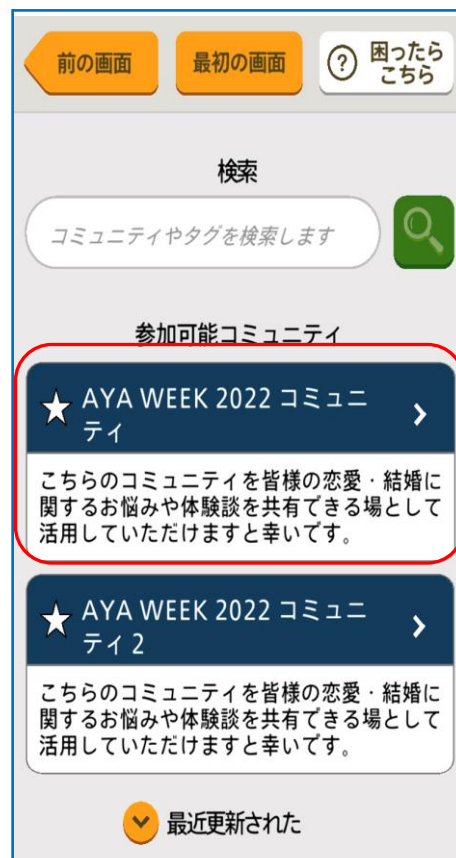 前の画面
最初の画面
? 困ったら
こちら
検索
コミュニティやタグを検索します
参加可能コミュニティ
AYA WEEK 2022 コミュニ
ティ
こちらのコミュニティを皆様の恋愛・結婚に
関するお悩みや体験談を共有できる場として
活用していただけますと幸いです。
AYA WEEK 2022 コミュニ
ティ 2
こちらのコミュニティを皆様の恋愛・結婚に
関するお悩みや体験談を共有できる場として
活用していただけますと幸いです。
最近更新された